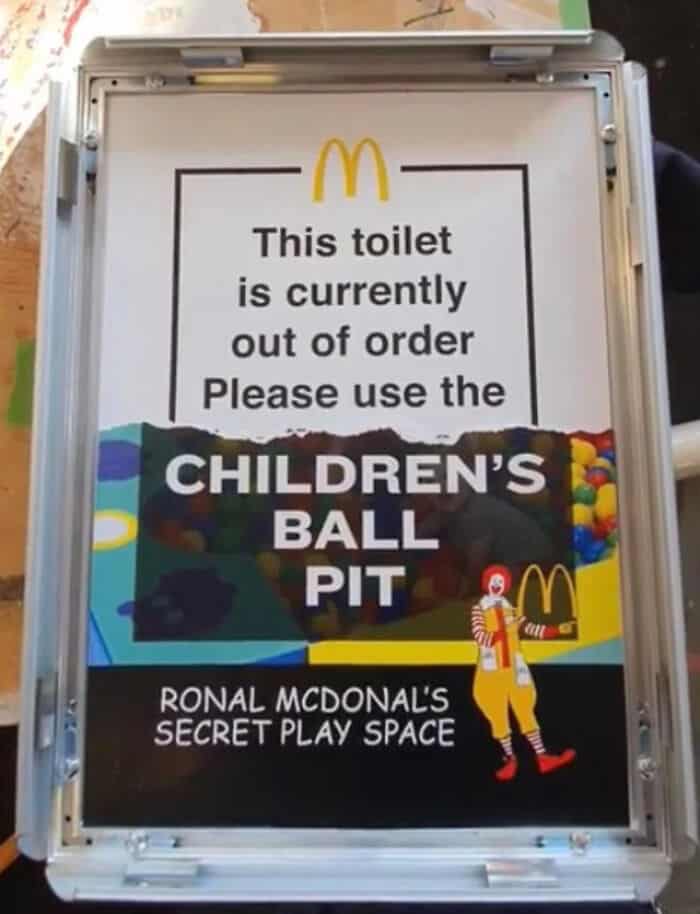 This toilet
is currently
out of order
Please use the
CHILDREN'S
BALL
PIT
RONAL MCDONAL'S
SECRET PLAY SPACE